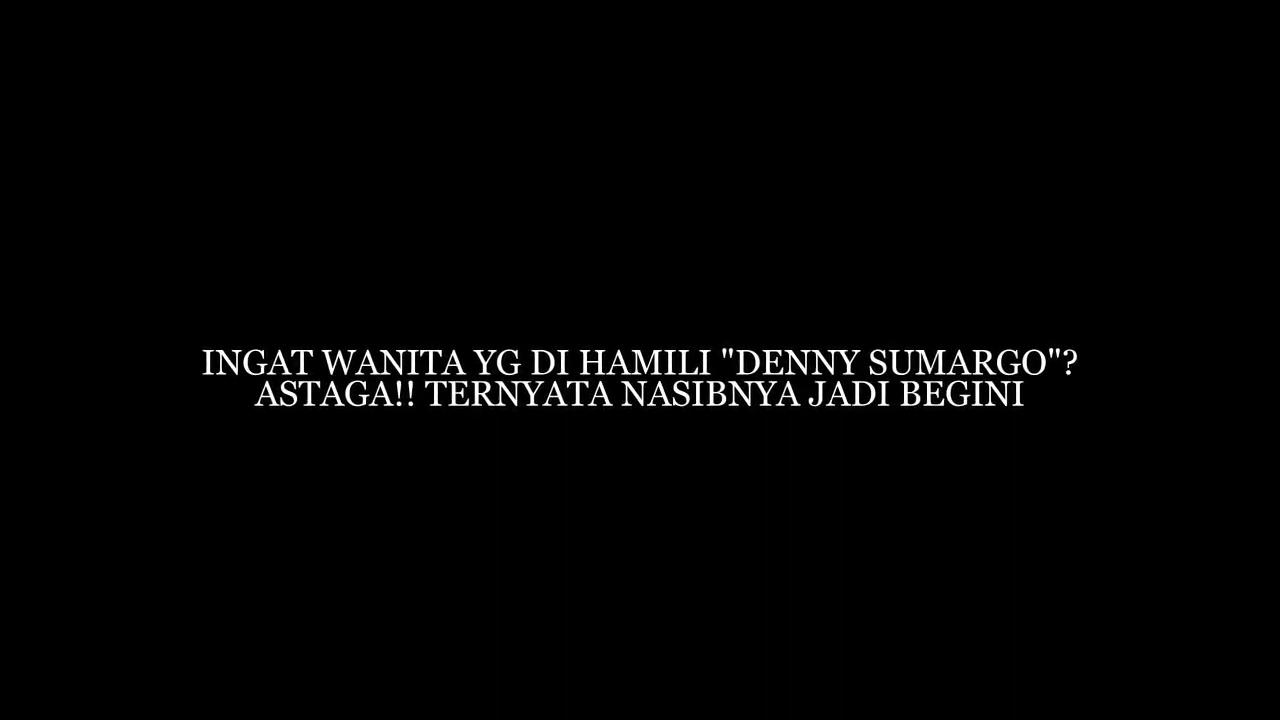 INGAT WANITA YG DI HAMILI "DENNY SUMARGO"?
ASTAGA!! TERNYATA NASIBNYA JADI BEGINI